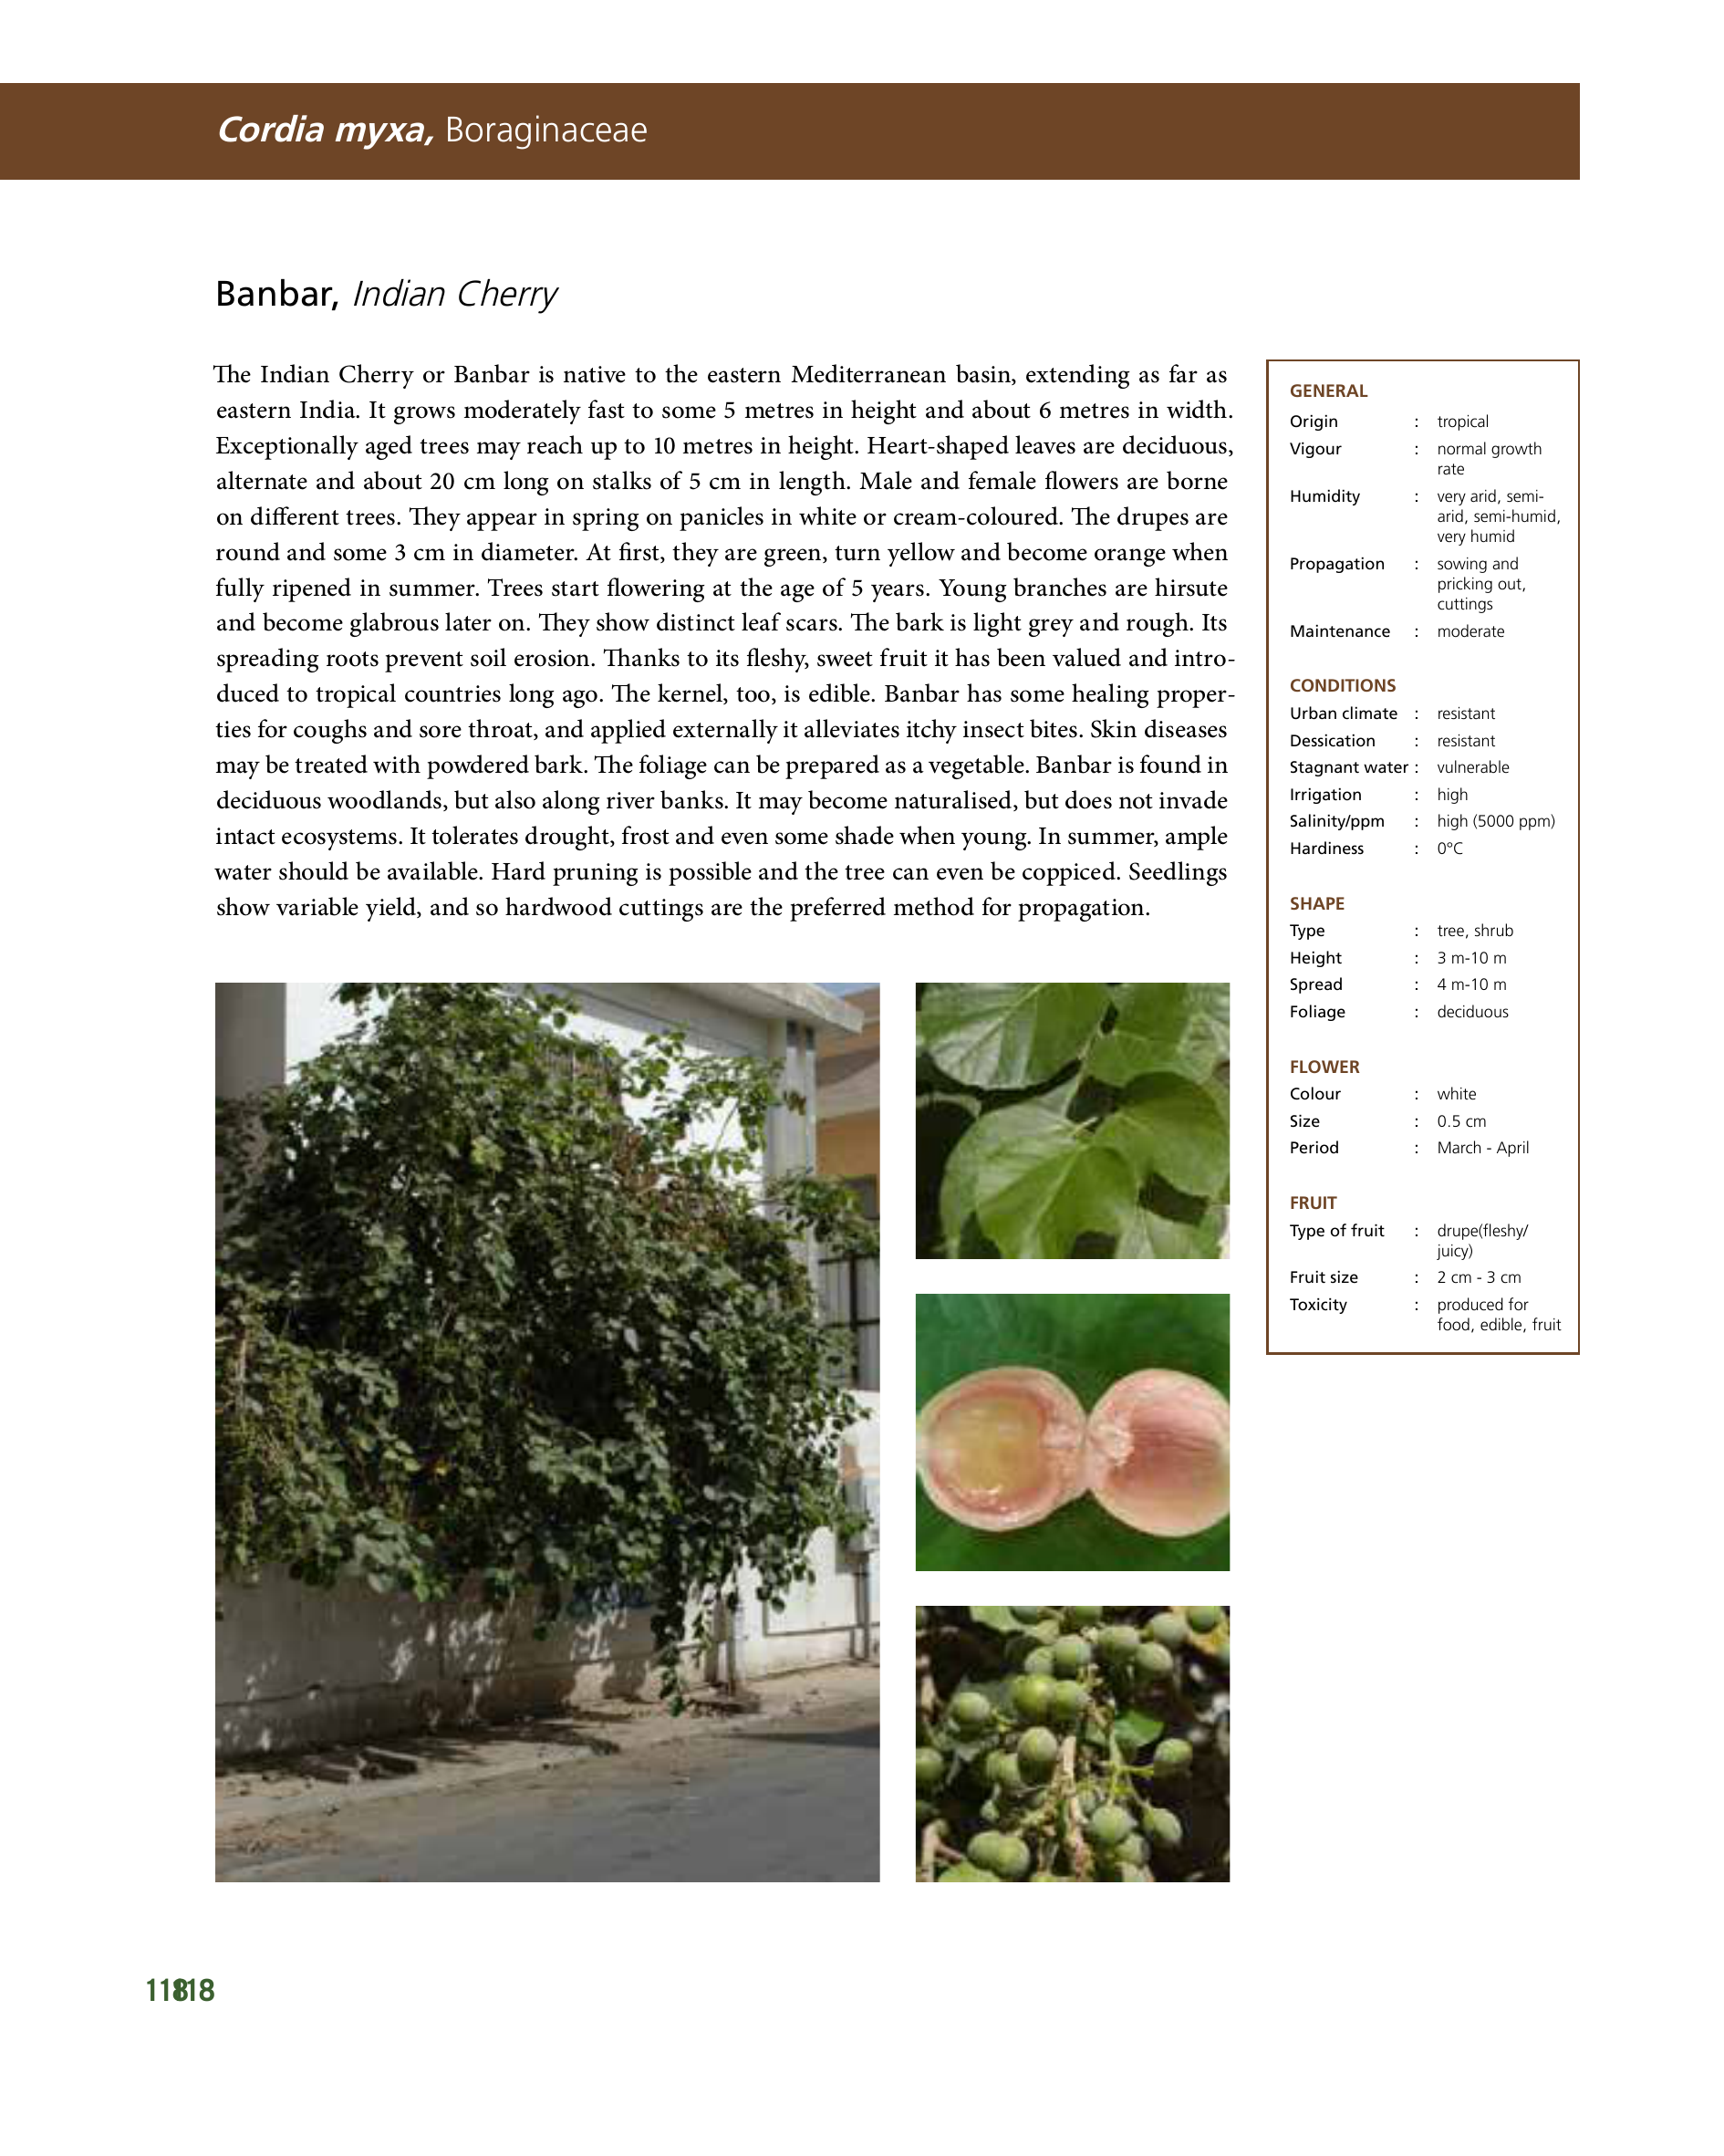 Cordia myxa, Boraginaceae
Banbar, Indian Cherry
The Indian Cherry or Banbar is native to the eastern Mediterranean basin, extending as far as
eastern India. It grows moderately fast to some 5 metres in height and about 6 metres in width.
Exceptionally aged trees may reach up to 10 metres in height. Heart-shaped leaves are deciduous,
alternate and about 20 cm long on stalks of 5 cm in length. Male and female flowers are borne
on different trees. They appear in spring on panicles in white or cream-coloured. The drupes are
round and some 3 cm in diameter. At first, they are green, turn yellow and become orange when
fully ripened in summer. Trees start flowering at the age of 5 years. Young branches are hirsute
and become glabrous later on. They show distinct leaf scars. The bark is light grey and rough. Its
spreading roots prevent soil erosion. Thanks to its fleshy, sweet fruit it has been valued and intro-
duced to tropical countries long ago. The kernel, too, is edible. Banbar has some healing proper-
ties for coughs and sore throat, and applied externally it alleviates itchy insect bites. Skin diseases
may be treated with powdered bark. The foliage can be prepared as a vegetable. Banbar is found in
deciduous woodlands, but also along river banks. It may become naturalised, but does not invade
intact ecosystems. It tolerates drought, frost and even some shade when young. In summer, ample
water should be available. Hard pruning is possible and the tree can even be coppiced. Seedlings
show variable yield, and so hardwood cuttings are the preferred method for propagation.
GENERAL
Origin : tropical
Vigour : normal growth
rate
Humidity : very arid, semi-
arid, semi-humid,
very humid
Propagation : sowing and
pricking out,
cuttings
Maintenance : moderate
CONDITIONS
Urban climate : resistant
Dessication : resistant
Stagnant water : vulnerable
Irrigation : high
Salinity/ppm : high (5000 ppm)
Hardiness : 0°C
SHAPE
Type : tree, shrub
Height : 3 m-10 m
Spread : 4 m-10 m
Foliage : deciduous
FLOWER
Colour : white
Size : 0.5 cm
Period : March - April
FRUIT
Type of fruit : drupe(fleshy/
juicy)
Fruit size : 2 cm - 3 cm
Toxicity : produced for
food, edible, fruit
118
118